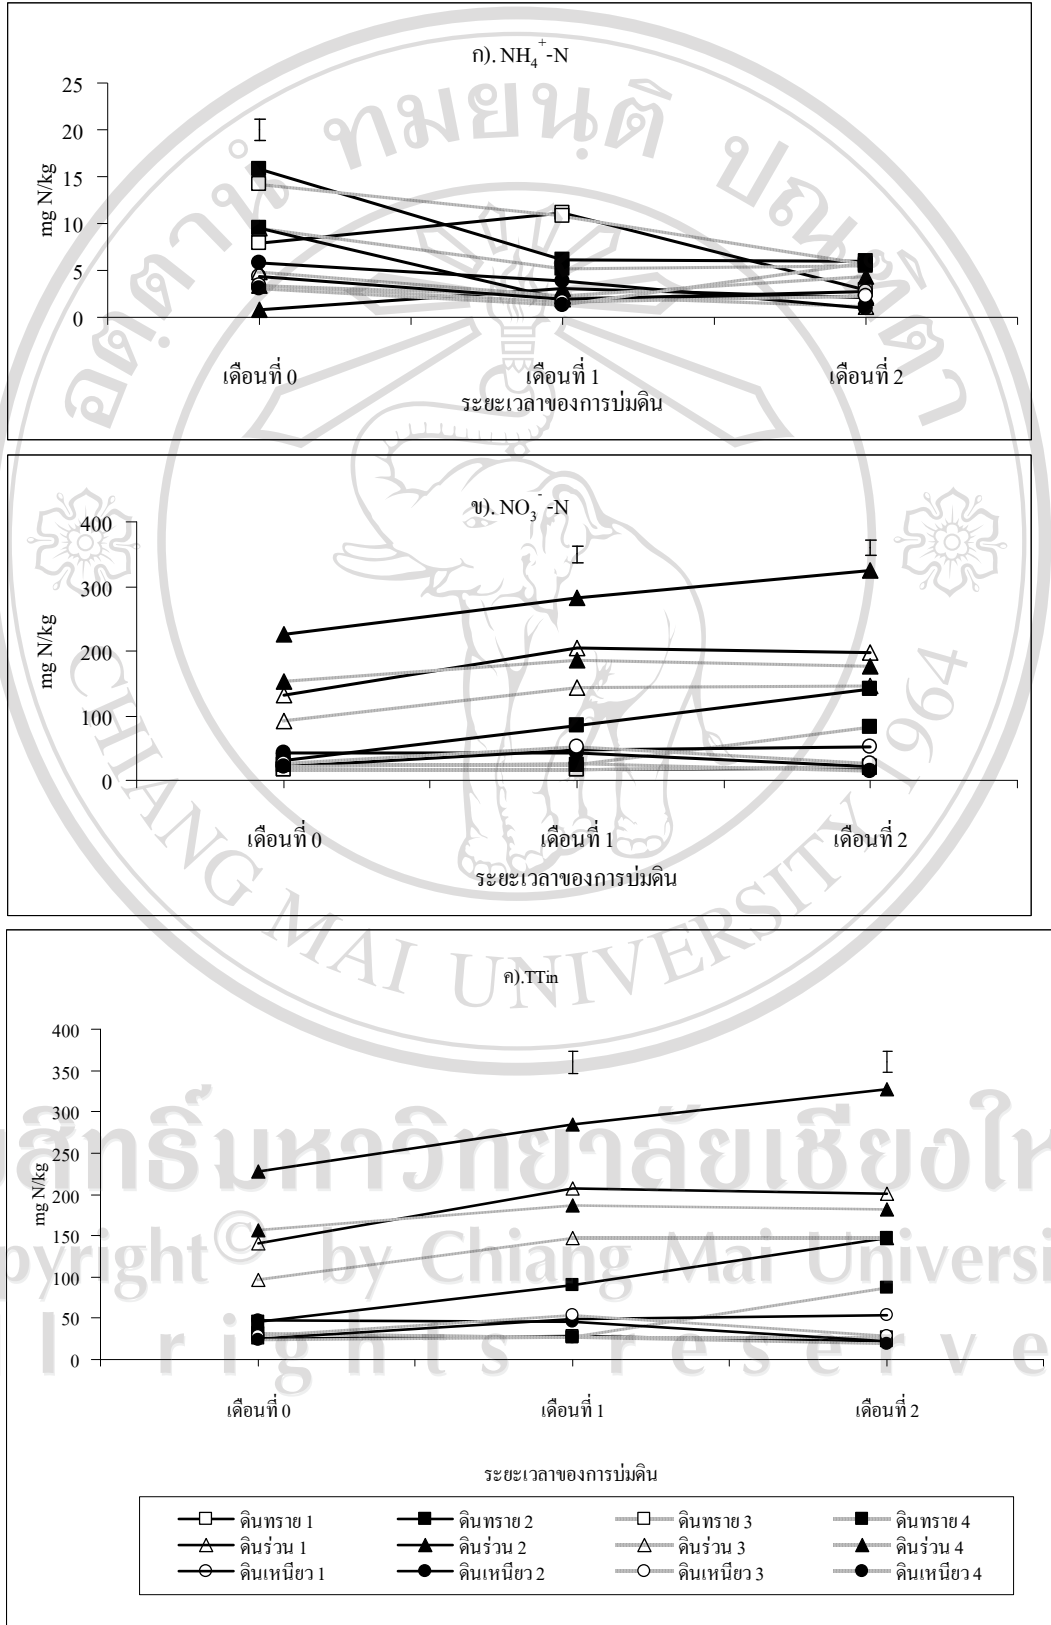 ก). NH4+-N
25
20
15
10
5
0
mg N/kg
เดือนที่ 0 เดือนที่ 1 เดือนที่ 2
ระยะเวลาของการบ่มดิน
ข). NO3--N
400
300
200
100
0
mg N/kg
เดือนที่ 0 เดือนที่ 1 เดือนที่ 2
ระยะเวลาของการบ่มดิน
ค).TTin
400
350
300
250
200
150
100
50
0
mg N/kg
เดือนที่ 0 เดือนที่ 1 เดือนที่ 2
ระยะเวลาของการบ่มดิน
ดินทราย 1 ดินทราย 2 ดินทราย 3 ดินทราย 4
ดินร่วน 1 ดินร่วน 2 ดินร่วน 3 ดินร่วน 4
ดินเหนียว 1 ดินเหนียว 2 ดินเหนียว 3 ดินเหนียว 4
CHIANG MAI UNIVERSITY 1964
สิทธิ์มหาวิทยาลัยเชียงให
pyright © by Chiang Mai Universi
l rights reserve